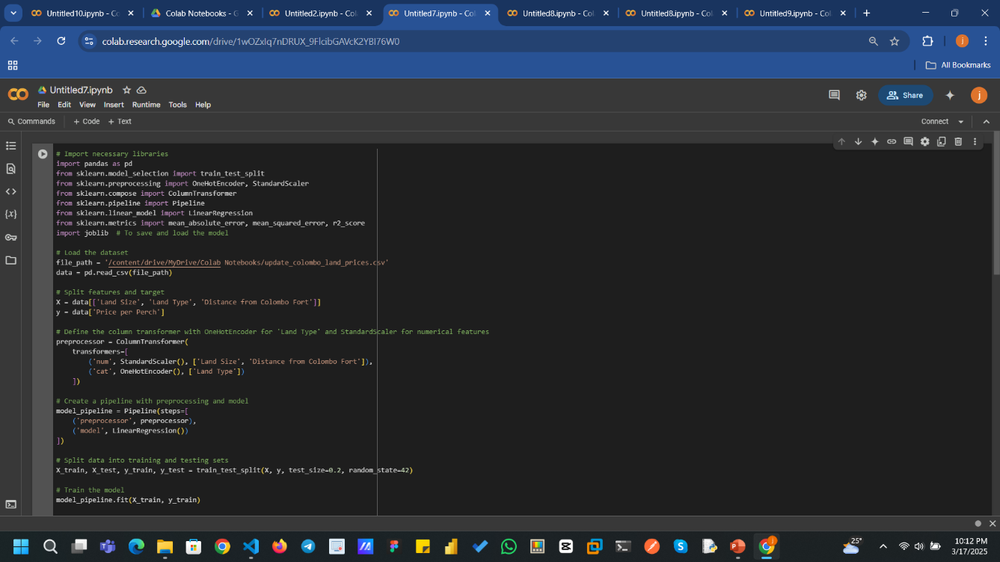 Untitled10.ipynb - Co
Colab Notebooks - G
Untitled2.ipynb - Col
Untitled7.ipynb - Col
Untitled8.ipynb - Col
Untitled8.ipynb - Col
Untitled9.ipynb - Col
colab.research.google.com/drive/1wOZxIq7nDRUX_9FlcibGAVcK2YBI76W0
j
All Bookmarks
Untitled7.ipynb
File Edit View Insert Runtime Tools Help
Share
j
Commands + Code + Text
Connect
# Import necessary libraries
import pandas as pd
from sklearn.model_selection import train_test_split
from sklearn.preprocessing import OneHotEncoder, StandardScaler
from sklearn.compose import ColumnTransformer
from sklearn.pipeline import Pipeline
from sklearn.linear_model import LinearRegression
from sklearn.metrics import mean_absolute_error, mean_squared_error, r2_score
import joblib # To save and load the model
# Load the dataset
file_path = '/content/drive/MyDrive/Colab Notebooks/update_colombo_land_prices.csv'
data = pd.read_csv(file_path)
# Split features and target
X = data[['Land Size', 'Land Type', 'Distance from Colombo Fort']]
y = data['Price per Perch']
# Define the column transformer with OneHotEncoder for 'Land Type' and StandardScaler for numerical features
preprocessor = ColumnTransformer(
transformers=[
('num', StandardScaler(), ['Land Size', 'Distance from Colombo Fort']),
('cat', OneHotEncoder(), ['Land Type'])
])
# Create a pipeline with preprocessing and model
model_pipeline = Pipeline(steps=[
('preprocessor', preprocessor),
('model', LinearRegression())
])
# Split data into training and testing sets
X_train, X_test, y_train, y_test = train_test_split(X, y, test_size=0.2, random_state=42)
# Train the model
model_pipeline.fit(X_train, y_train)
25°
10:12 PM
3/17/2025